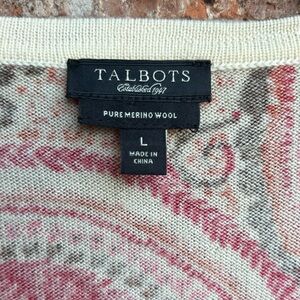 TALBOTS
Established 1947
PURE MERINO WOOL
L
MADE IN
CHINA